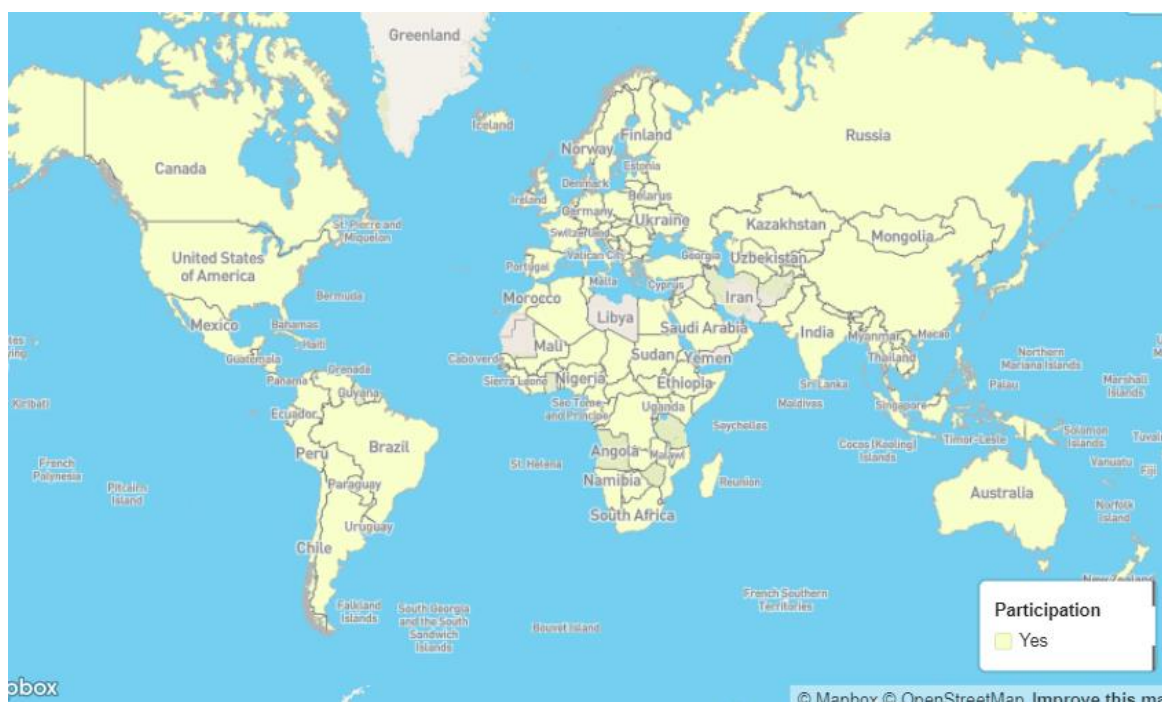 Greenland
Iceland
Finland
Russia
Norway
Canada
Estonia
Denmark
Ireland
Belarus
Germany
Ukraine
Kazakhstan
St. Pierre and
Miquelon
Switzerland
Mongolia
United States
of America
Vatican City
Georgia
Uzbekistan
Portugal
Malta
Cyprus
Bermuda
Morocco
Iran
Libya
Mexico
Bahamas
Saudi Arabia
India
Haiti
Mali
Myanmar
Macao
Guatemala
Cabo Verde
Sudan
Yemen
Thailand
Northern
Mariana Islands
Grenada
Panama
Sierra Leone
Nigeria
Ethiopia
Sri Lanka
Palau
Marshall
Islands
Guyana
Kiribati
Sao Tome
and Principe
Uganda
Maldives
Singapore
Ecuador
Seychelles
Solomon
Islands
Brazil
Angola
Malawi
Cocos (Keeling)
Islands
Timor-Leste
Tuval
Peru
St. Helena
Vanuatu
French
Polynesia
Fiji
Pitcairn
Island
Paraguay
Namibia
Reunion
Australia
Norfolk
Island
Uruguay
South Africa
Chile
New Zealand
French Southern
Territories
Falkland
Islands
South Georgia
and the South
Sandwich
Islands
Bouvet Island
Participation
Yes
obox
© Mapbox © OpenStreetMap Improve this ma